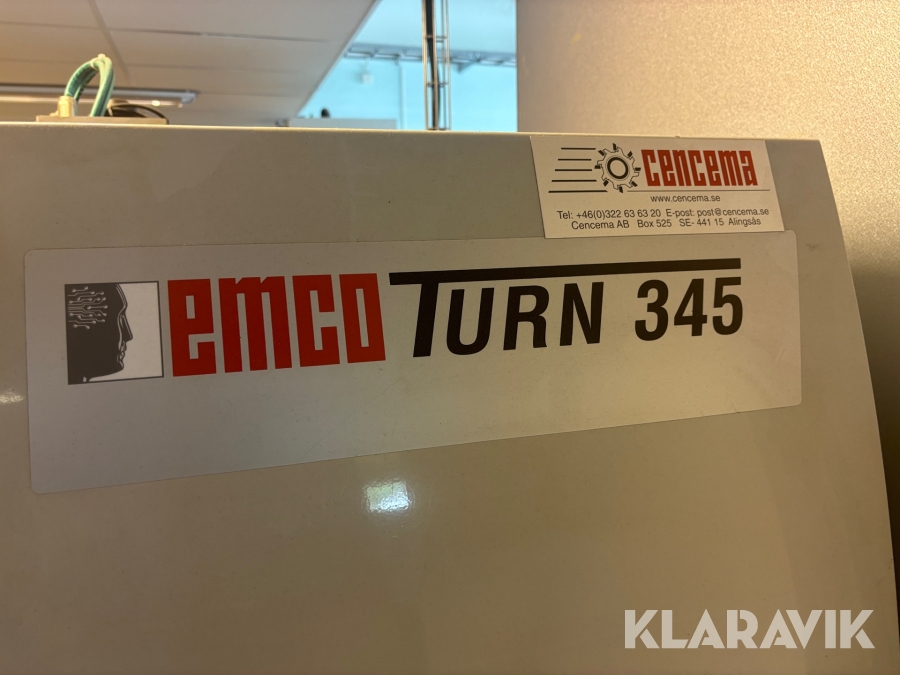 CENCEMA
www.cencema.se
Tel: +46(0)322 63 63 20 E-post: post@cencema.se
Cencema AB Box 525 SE- 441 15 Alingsås
emco TURN 345
KLARAVIK